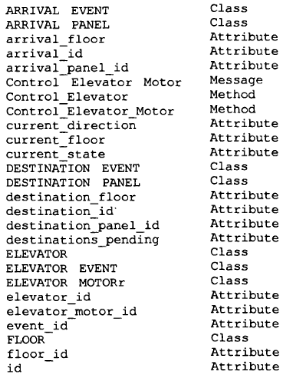 ARRIVAL EVENT Class
ARRIVAL PANEL Class
arrival_floor Attribute
arrival_id Attribute
arrival_panel_id Attribute
Control Elevator Motor Message
Control_Elevator Method
Control_Elevator_Motor Method
current_direction Attribute
current_floor Attribute
current_state Attribute
DESTINATION EVENT Class
DESTINATION PANEL Class
destination_floor Attribute
destination_id Attribute
destination_panel_id Attribute
destinations_pending Attribute
ELEVATOR Class
ELEVATOR EVENT Class
ELEVATOR MOTORr Class
elevator_id Attribute
elevator_motor_id Attribute
event_id Attribute
FLOOR Class
floor_id Attribute
id Attribute